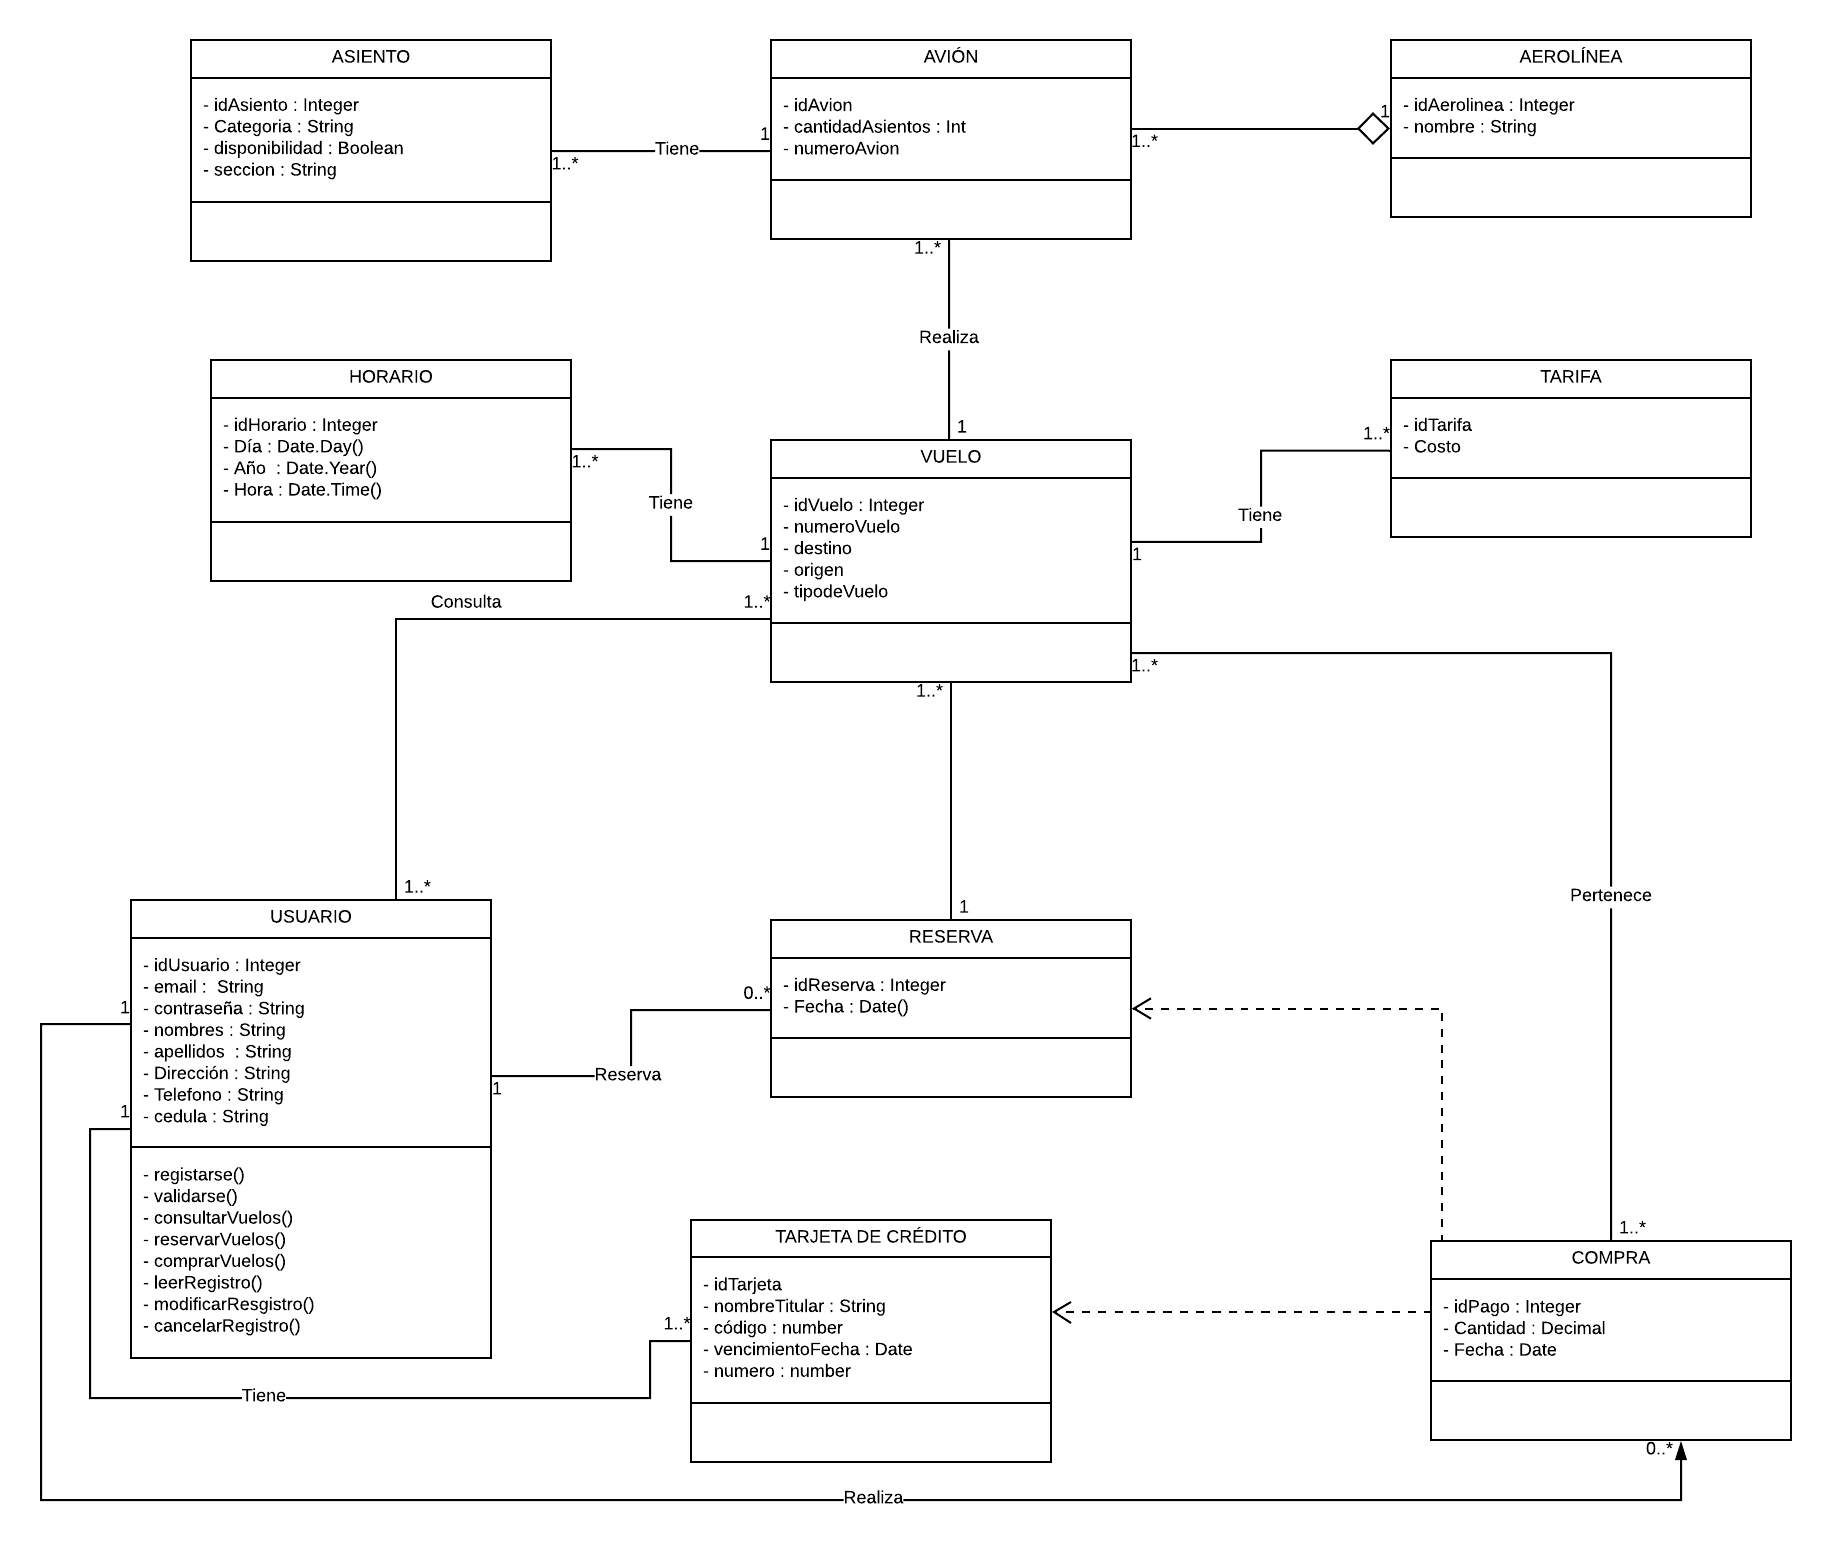 ASIENTO
- idAsiento : Integer
- Categoria : String
- disponibilidad : Boolean
- seccion : String
1..*
Tiene
1
AVIÓN
- idAvion
- cantidadAsientos : Int
- numeroAvion
1..*
1
AEROLÍNEA
- idAerolinea : Integer
- nombre : String
1..*
Realiza
1
HORARIO
- idHorario : Integer
- Día : Date.Day()
- Año  : Date.Year()
- Hora : Date.Time()
1..*
Tiene
1
VUELO
- idVuelo : Integer
- numeroVuelo
- destino
- origen
- tipodeVuelo
1
Tiene
1..*
TARIFA
- idTarifa
- Costo
Consulta
1..*
1..*
1..*
1
1..*
Pertenece
1..*
USUARIO
- idUsuario : Integer
- email :  String
- contraseña : String
- nombres : String
- apellidos  : String
- Dirección : String
- Telefono : String
- cedula : String
- registarse()
- validarse()
- consultarVuelos()
- reservarVuelos()
- comprarVuelos()
- leerRegistro()
- modificarResgistro()
- cancelarRegistro()
1
1
1
Reserva
0..*
RESERVA
- idReserva : Integer
- Fecha : Date()
TARJETA DE CRÉDITO
- idTarjeta
- nombreTitular : String
- código : number
- vencimientoFecha : Date
- numero : number
1..*
Tiene
COMPRA
- idPago : Integer
- Cantidad : Decimal
- Fecha : Date
0..*
Realiza